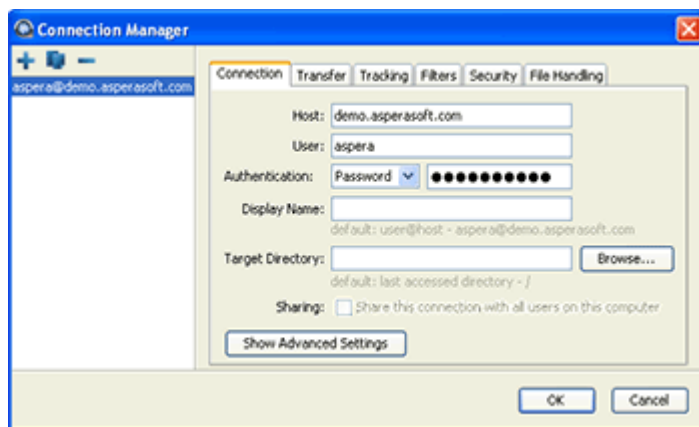 Connection Manager
aspera@demo.asperasoft.com
Connection Transfer Tracking Filters Security File Handling
Host: demo.asperasoft.com
User: aspera
Authentication: Password ●●●●●●●●●●
Display Name:
default: user@host - aspera@demo.asperasoft.com
Target Directory: Browse...
default: last accessed directory - /
Sharing: Share this connection with all users on this computer
Show Advanced Settings
OK Cancel